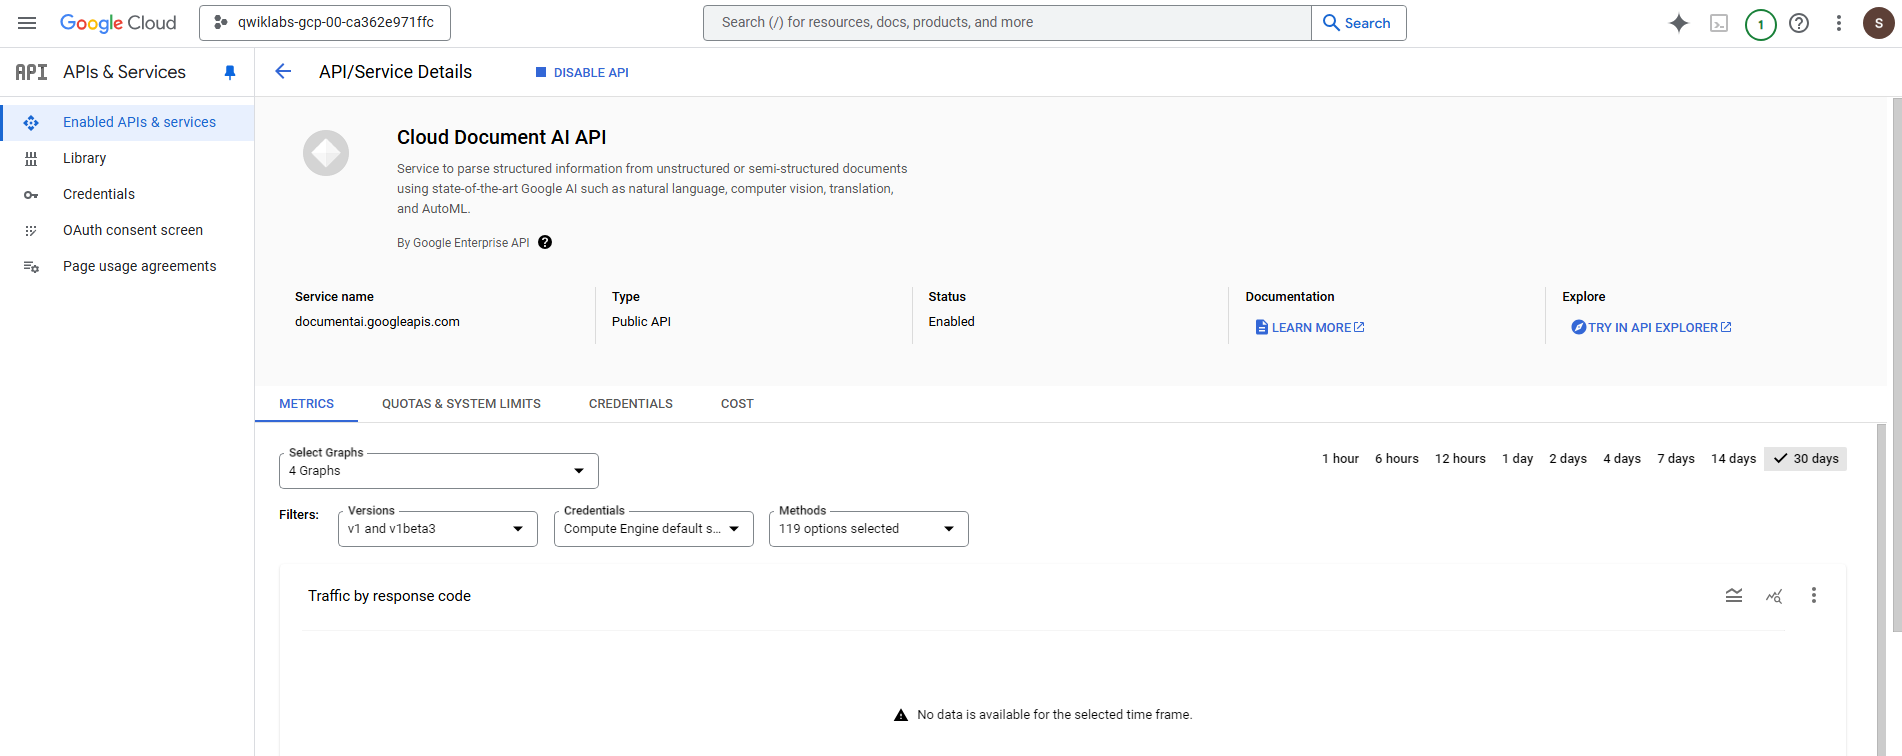 Google Cloud
qwiklabs-gcp-00-ca362e971ffc
Search (/) for resources, docs, products, and more
Search
1
S
API
APIs & Services
API/Service Details
DISABLE API
Enabled APIs & services
Library
Credentials
OAuth consent screen
Page usage agreements
Cloud Document AI API
Service to parse structured information from unstructured or semi-structured documents
using state-of-the-art Google AI such as natural language, computer vision, translation,
and AutoML.
By Google Enterprise API
Service name
documentai.googleapis.com
Type
Public API
Status
Enabled
Documentation
LEARN MORE
Explore
TRY IN API EXPLORER
METRICS QUOTAS & SYSTEM LIMITS CREDENTIALS COST
Select Graphs
4 Graphs
1 hour 6 hours 12 hours 1 day 2 days 4 days 7 days 14 days 30 days
Filters:
Versions
v1 and v1beta3
Credentials
Compute Engine default s...
Methods
119 options selected
Traffic by response code
No data is available for the selected time frame.